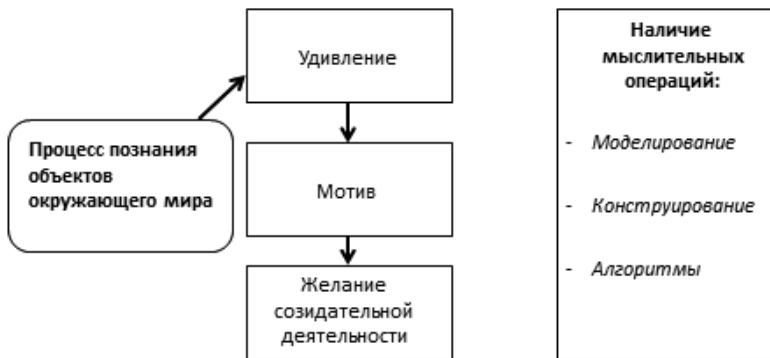 Удивление
Процесс познания
объектов
окружающего мира
Мотив
Желание
созидательной
деятельности
Наличие
мыслительных
операций:
- Моделирование
- Конструирование
- Алгоритмы